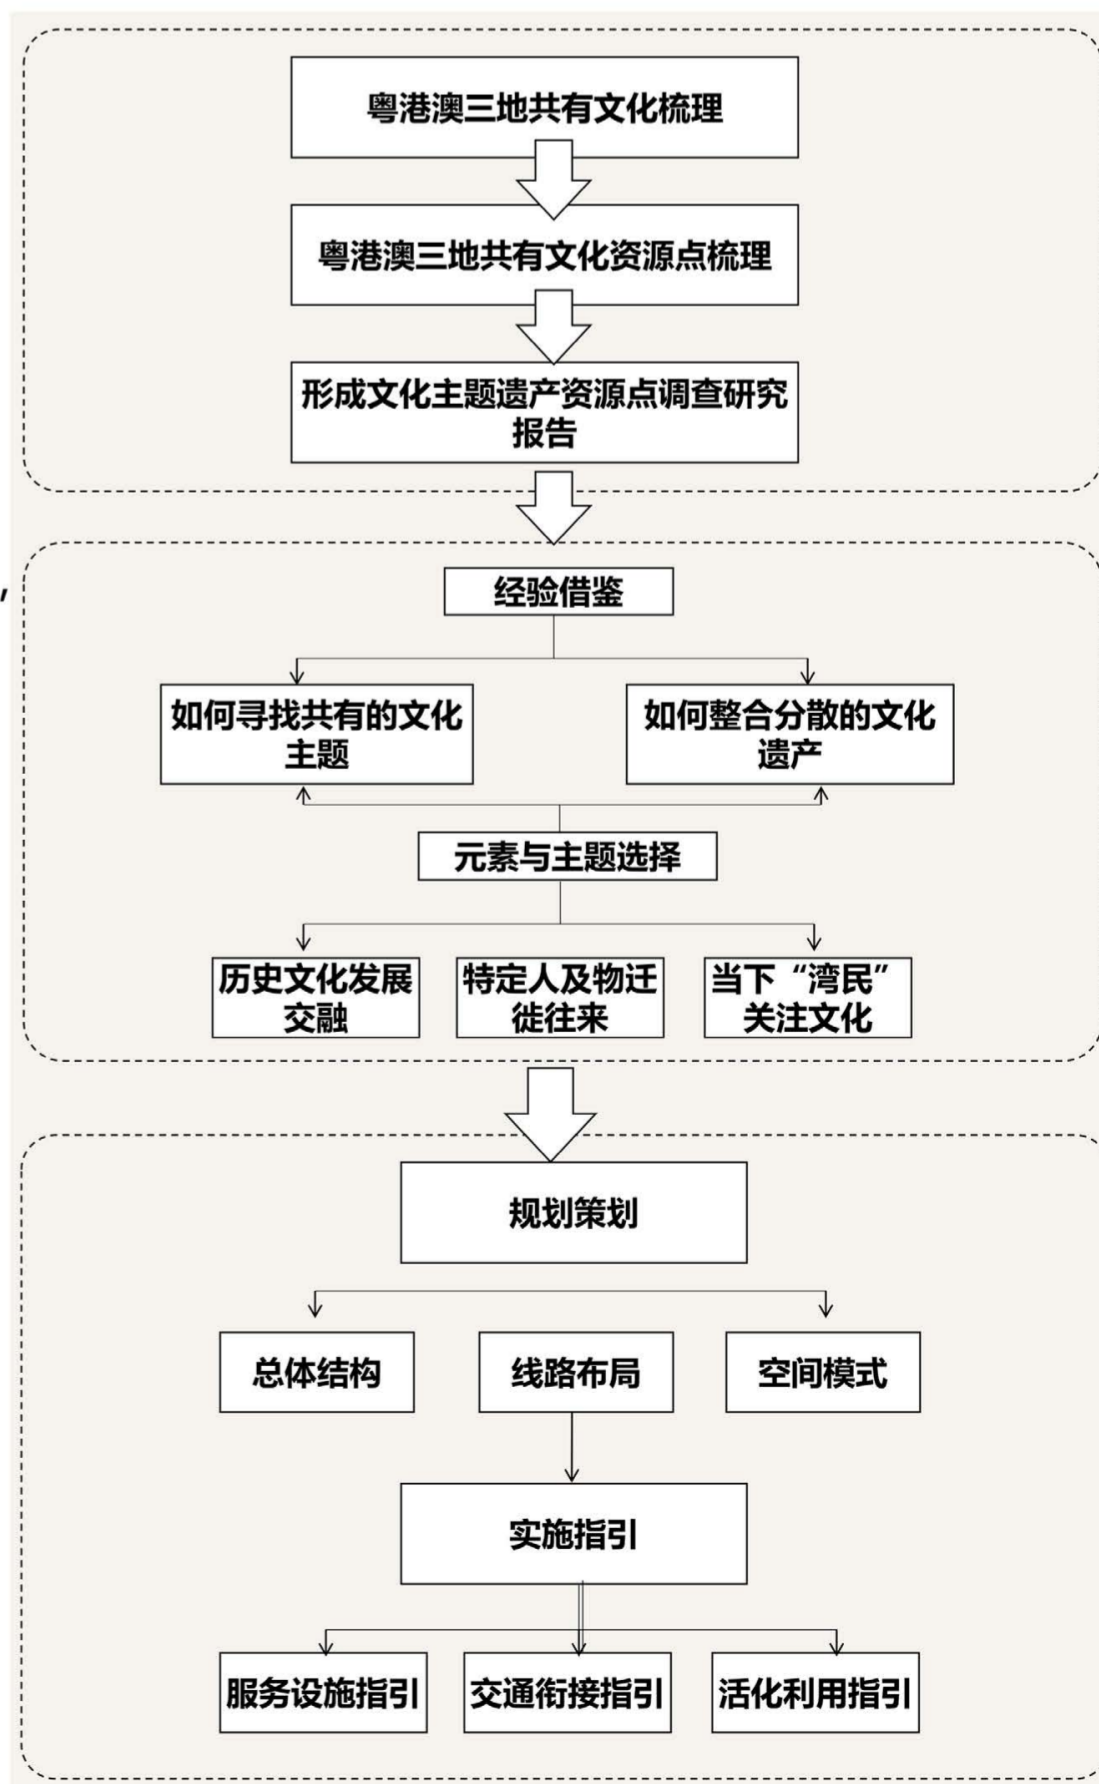 粤港澳三地共有文化梳理
粤港澳三地共有文化资源点梳理
形成文化主题遗产资源点调查研究
报告
,
经验借鉴
如何寻找共有的文化
主题
如何整合分散的文化
遗产
元素与主题选择
历史文化发展
交融
特定人及物迁
徙往来
当下“湾民”
关注文化
规划策划
总体结构
线路布局
空间模式
实施指引
服务设施指引
交通衔接指引
活化利用指引